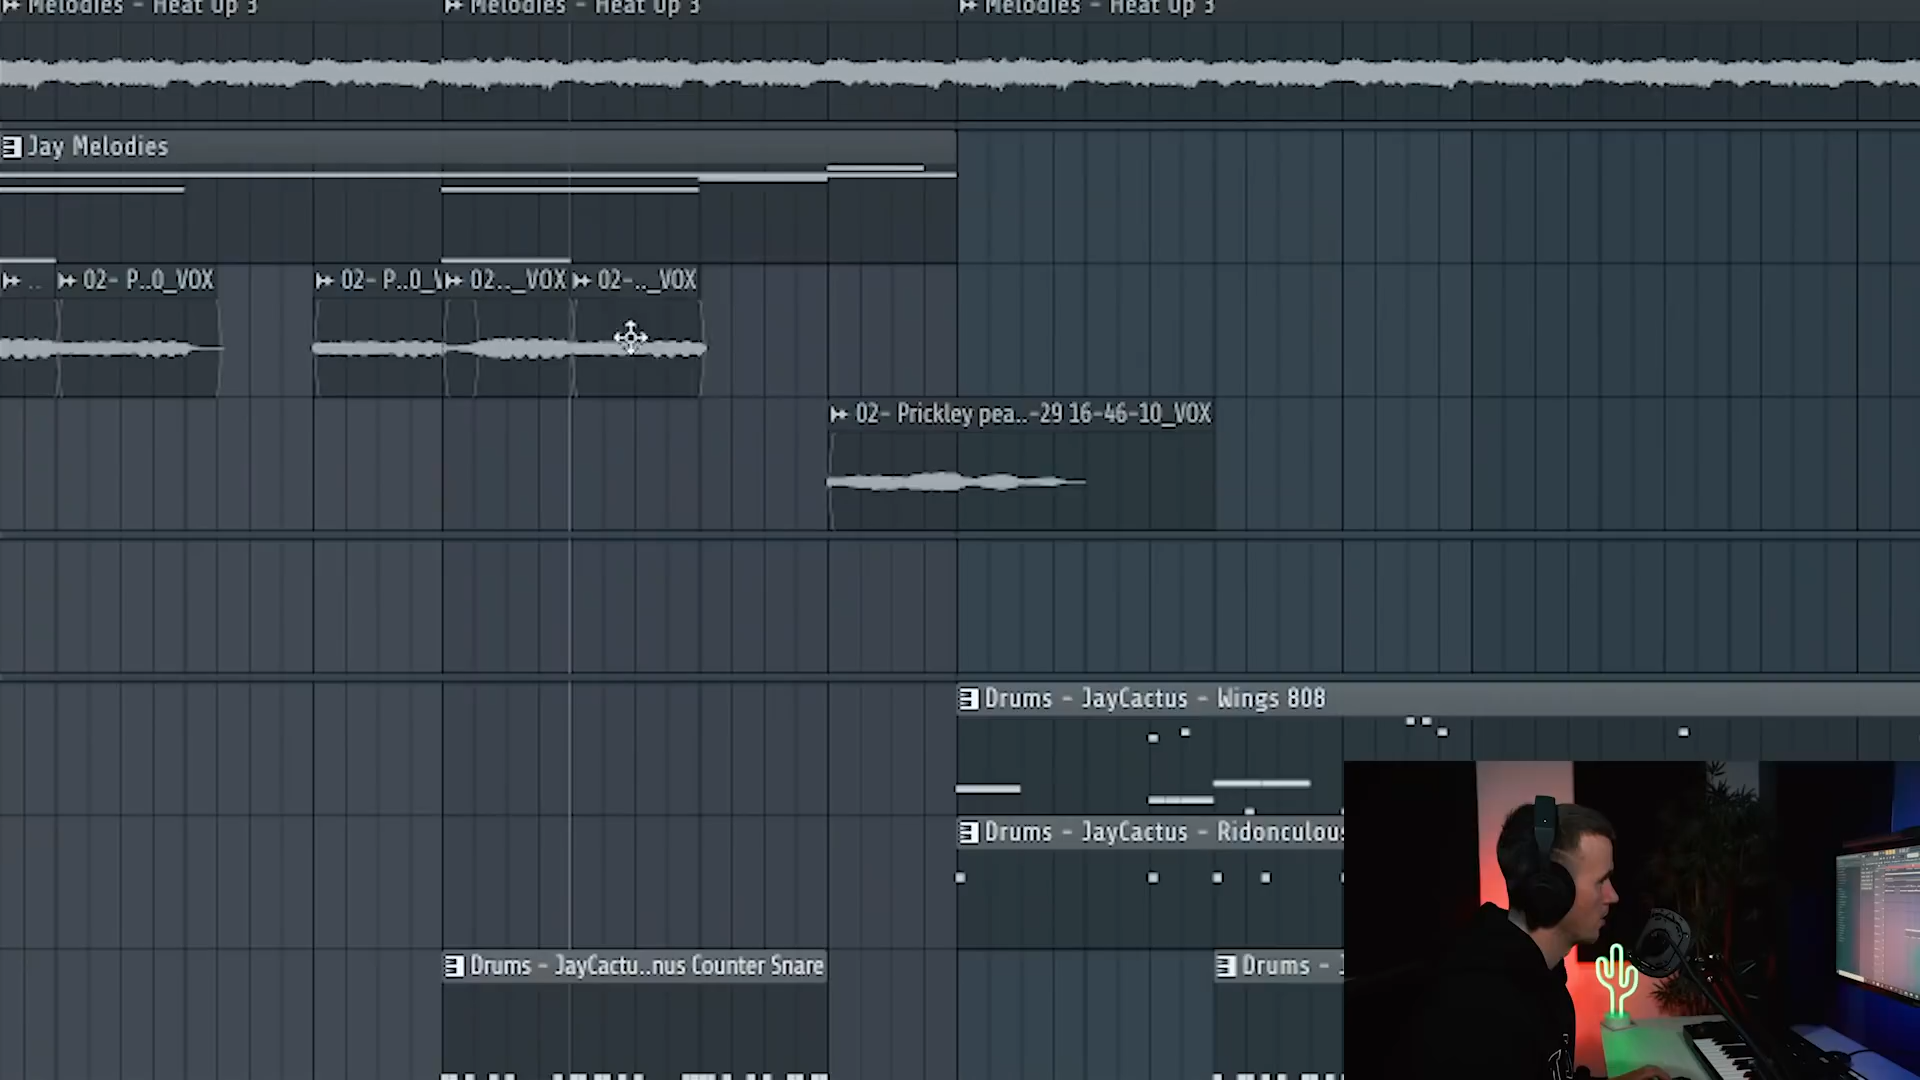 Melodies - Heat Up 3
Melodies - Heat Up 3
Melodies - Heat Up 3
Jay Melodies
..
02- P..0_VOX
02- P..0_V
02.._VOX
02-.._VOX
02- Prickley pea..-29 16-46-10_VOX
Drums - JayCactus - Wings 808
Drums - JayCactus - Ridonculous
Drums - JayCactu..nus Counter Snare
Drums - J